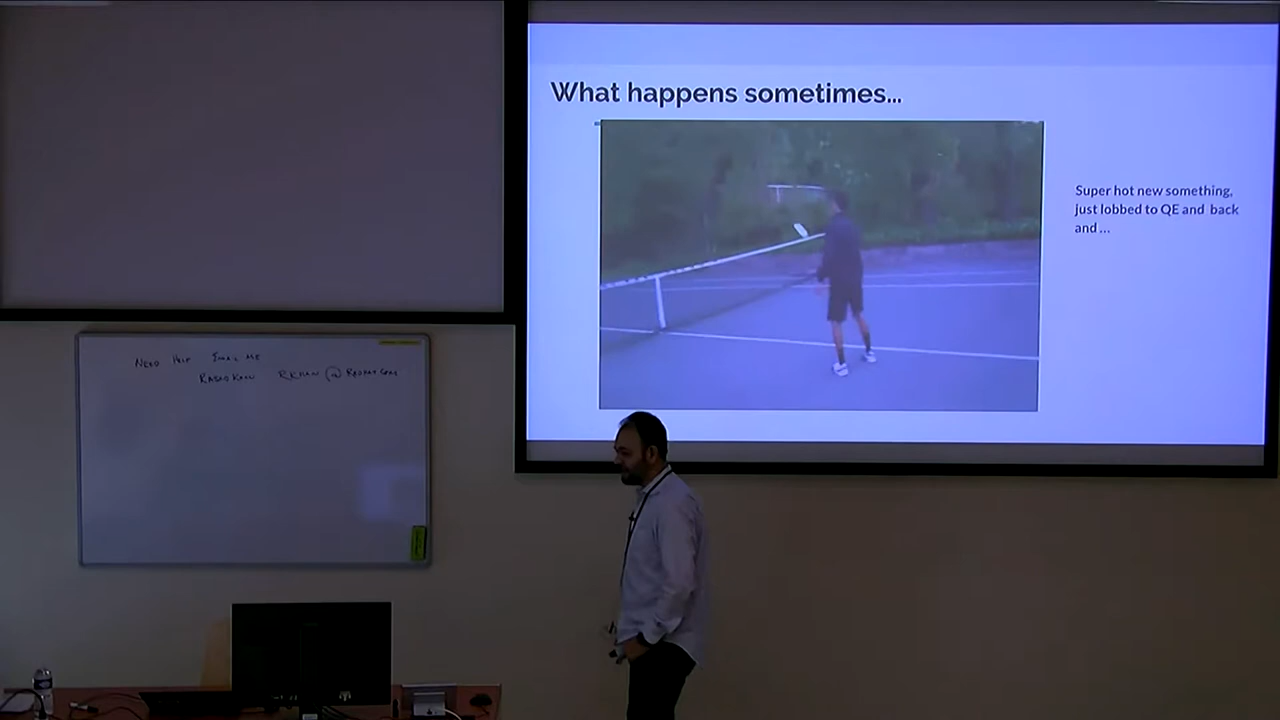 What happens sometimes...
Super hot new something,
just lobbed to QE and back
and ...
NEED HELP EMAIL ME